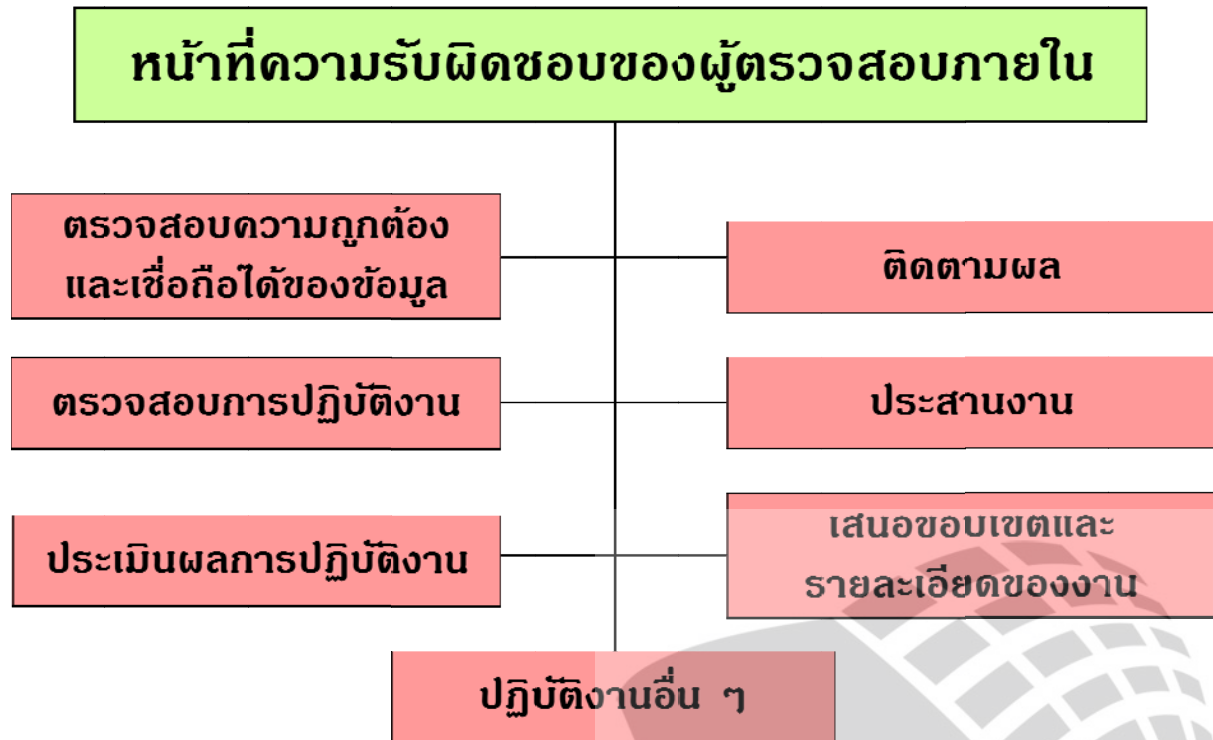 หน้าที่ความรับผิดชอบของผู้ตรวจสอบภายใน
ตรวจสอบความถูกต้อง
และเชื่อถือได้ของข้อมูล
ติดตามผล
ตรวจสอบการปฏิบัติงาน
ประสานงาน
ประเมินผลการปฏิบัติงาน
เสนอขอบเขตและ
รายละเอียดของงาน
ปฏิบัติงานอื่น ๆ